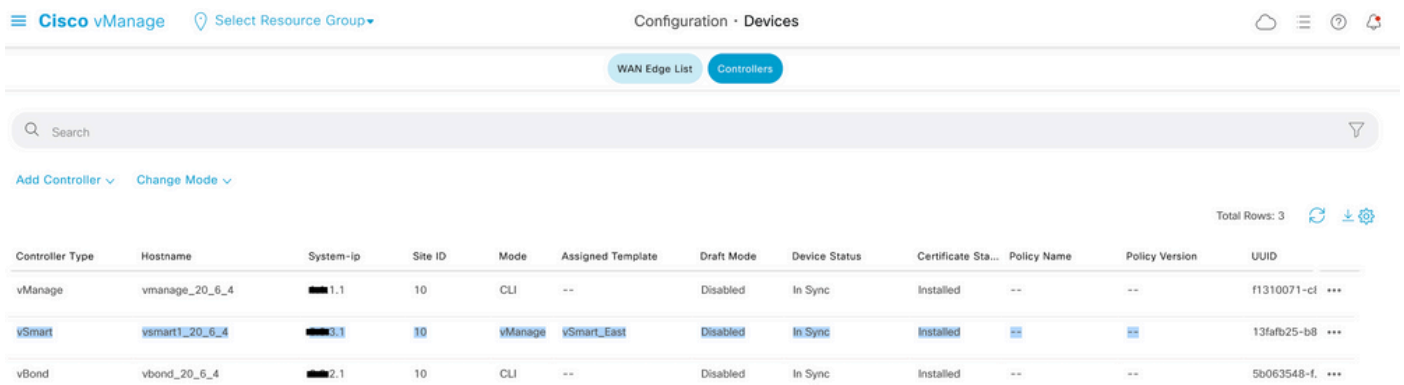 Cisco vManage Select Resource Group Configuration · Devices
WAN Edge List Controllers
Search
Add Controller Change Mode
Total Rows: 3
Controller Type Hostname System-ip Site ID Mode Assigned Template Draft Mode Device Status Certificate Sta... Policy Name Policy Version UUID
vManage vmanage_20_6_4 1.1 10 CLI -- Disabled In Sync Installed -- -- f1310071-c8 •••
vSmart vsmart1_20_6_4 3.1 10 vManage vSmart_East Disabled In Sync Installed -- -- 13fafb25-b8 •••
vBond vbond_20_6_4 2.1 10 CLI -- Disabled In Sync Installed -- -- 5b063548-f. •••